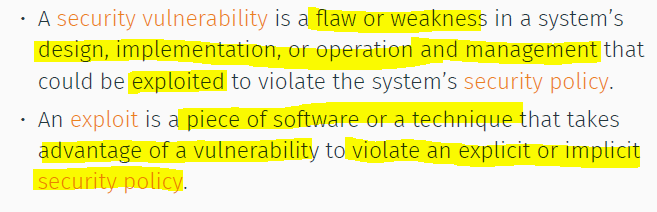 • A security vulnerability is a flaw or weakness in a system’s
design, implementation, or operation and management that
could be exploited to violate the system’s security policy.
• An exploit is a piece of software or a technique that takes
advantage of a vulnerability to violate an explicit or implicit
security policy.